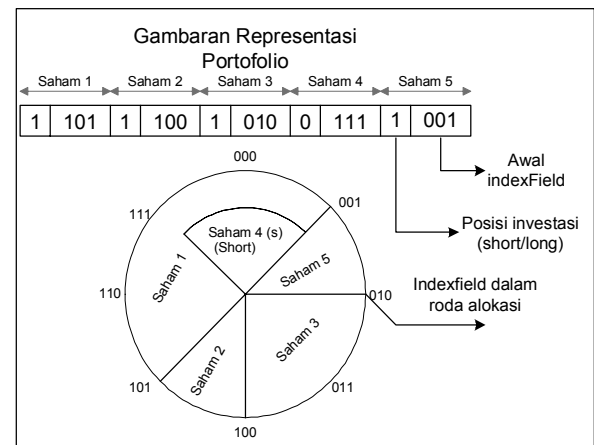 Gambaran Representasi
Portofolio
Saham 1 Saham 2 Saham 3 Saham 4 Saham 5
1 101 1 100 1 010 0 111 1 001
Awal
indexField
Posisi investasi
(short/long)
Indexfield dalam
roda alokasi
000
001
010
011
100
101
110
111
Saham 4 (s)
(Short)
Saham 5
Saham 3
Saham 2
Saham 1